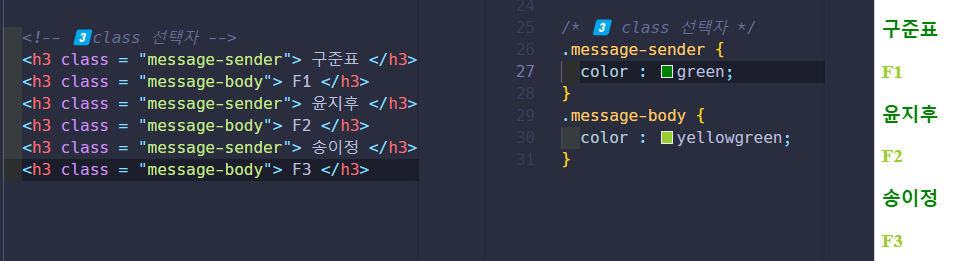 <!-- 3️⃣class 선택자 -->
<h3 class = "message-sender"> 구준표 </h3>
<h3 class = "message-body"> F1 </h3>
<h3 class = "message-sender"> 윤지후 </h3>
<h3 class = "message-body"> F2 </h3>
<h3 class = "message-sender"> 송이정 </h3>
<h3 class = "message-body"> F3 </h3>
24
25 /* 3️⃣ class 선택자 */
26 .message-sender {
27 color : green;
28 }
29 .message-body {
30 color : yellowgreen;
31 }
구준표
F1
윤지후
F2
송이정
F3